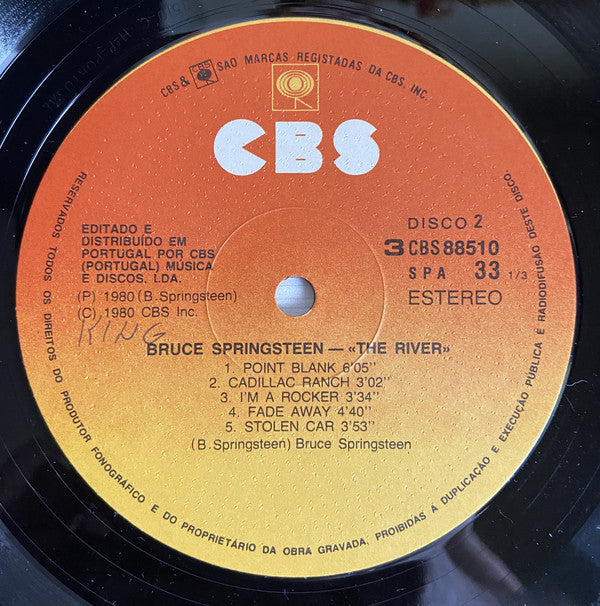 CBS & CBS SÃO MARCAS REGISTADAS DA CBS, INC.
CBS
EDITADO E
DISTRIBUÍDO EM
PORTUGAL POR CBS
(PORTUGAL) MÚSICA
E DISCOS, LDA.
(P) 1980 (B. Springsteen)
(C) 1980 CBS Inc.
KING
DISCO 2
3 CBS 88510
SPA 33 1/3
ESTEREO
BRUCE SPRINGSTEEN — «THE RIVER»
1. POINT BLANK 6'05''
2. CADILLAC RANCH 3'02''
3. I'M A ROCKER 3'34''
4. FADE AWAY 4'40''
5. STOLEN CAR 3'53''
(B. Springsteen) Bruce Springsteen
RESERVADOS TODOS OS DIREITOS DO PRODUTOR FONOGRÁFICO E DO PROPRIETÁRIO DA OBRA GRAVADA, PROIBIDAS A DUPLICAÇÃO E EXECUÇÃO PÚBLICA E RADIODIFUSÃO DESTE DISCO.